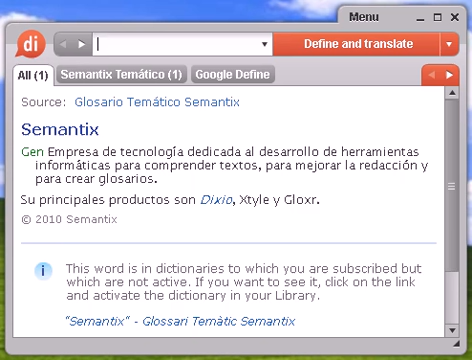 Menu
di
Define and translate
All (1) Semantix Temático (1) Google Define
Source: Glosario Temático Semantix
Semantix
Gen Empresa de tecnología dedicada al desarrollo de herramientas
informáticas para comprender textos, para mejorar la redacción y
para crear glosarios.
Su principales producto​s son Dixio, Xtyle y Gloxr.
© 2010 Semantix
i
This word is in dictionaries to which you are subscribed but
which are not active. If you want to see it, click on the link
and activate the dictionary in your Library.
"Semantix" - Glossari Temàtic Semantix